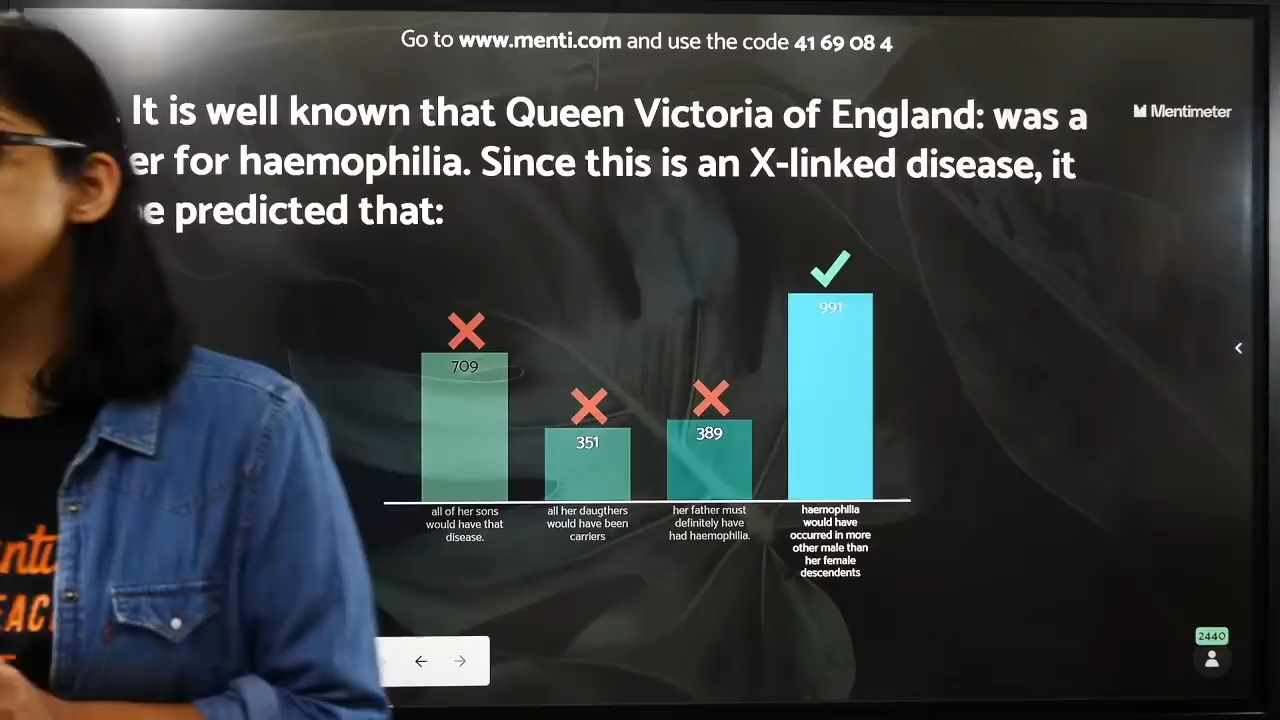 Go to www.menti.com and use the code 41 69 08 4
It is well known that Queen Victoria of England: was a
er for haemophilia. Since this is an X-linked disease, it
e predicted that:
Mentimeter
709
351
389
991
all of her sons
would have that
disease.
all her daugthers
would have been
carriers
her father must
definitely have
had haemophilia.
haemophilia
would have
occurred in more
other male than
her female
descendents
2440